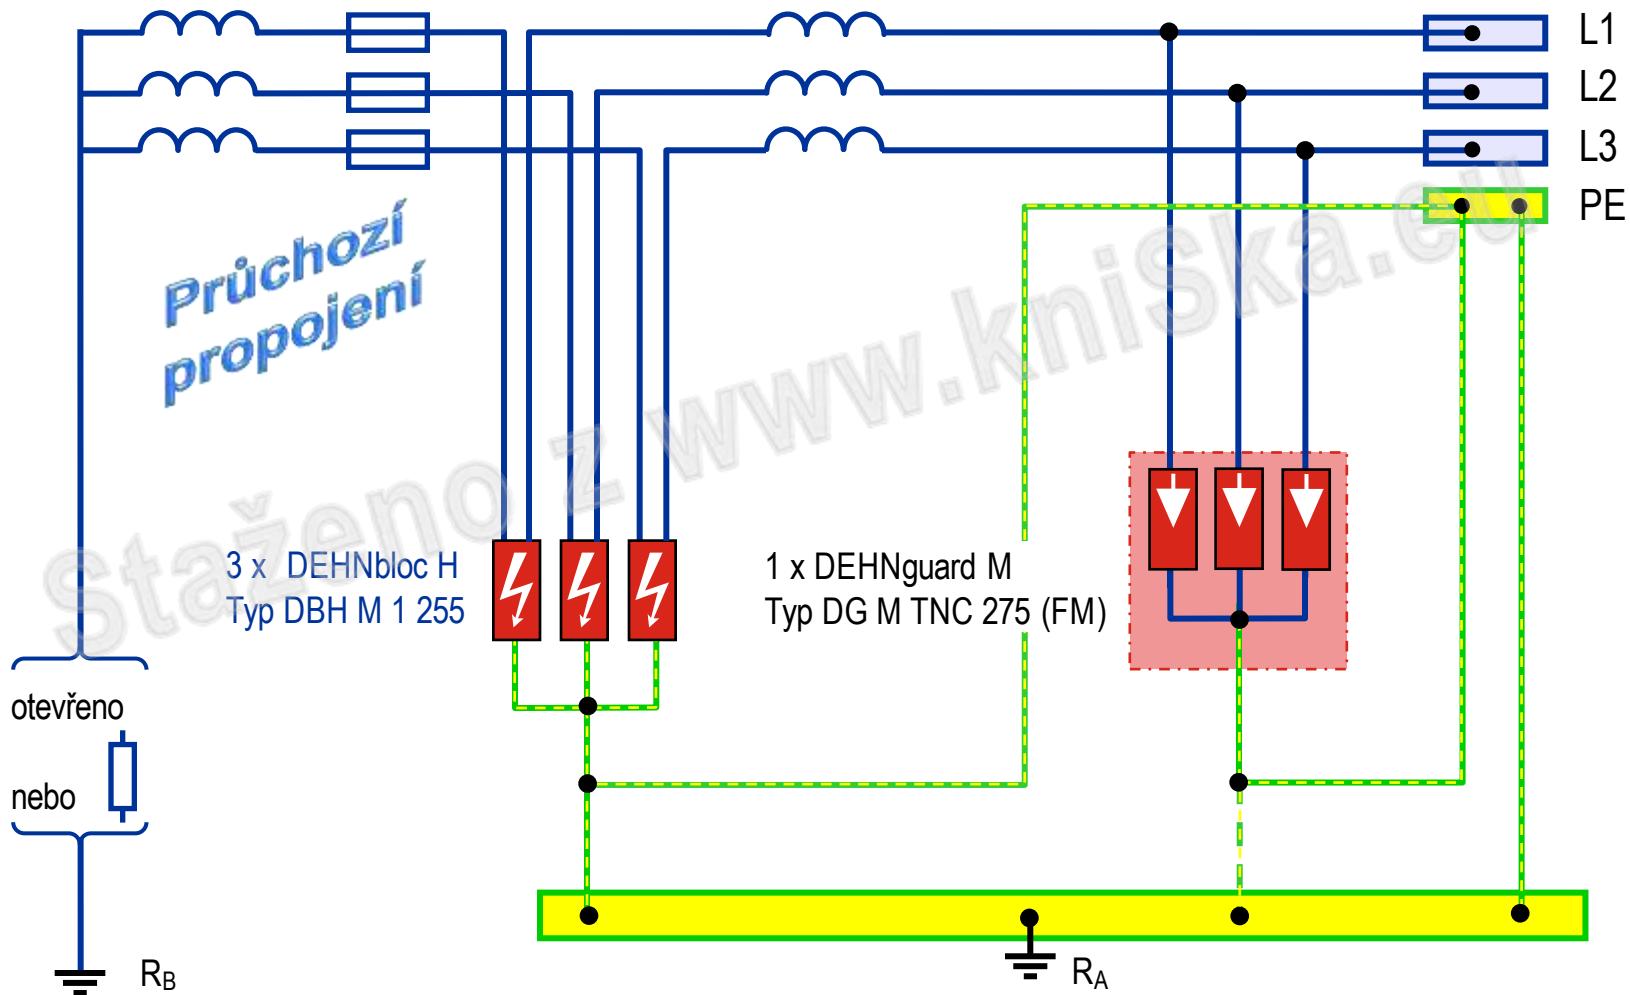 L1
L2
L3
PE
Průchozí
propojení
Staženo z www.kniSka.eu
3 x DEHNbloc H
Typ DBH M 1 255
1 x DEHNguard M
Typ DG M TNC 275 (FM)
otevřeno
nebo
RB
RA